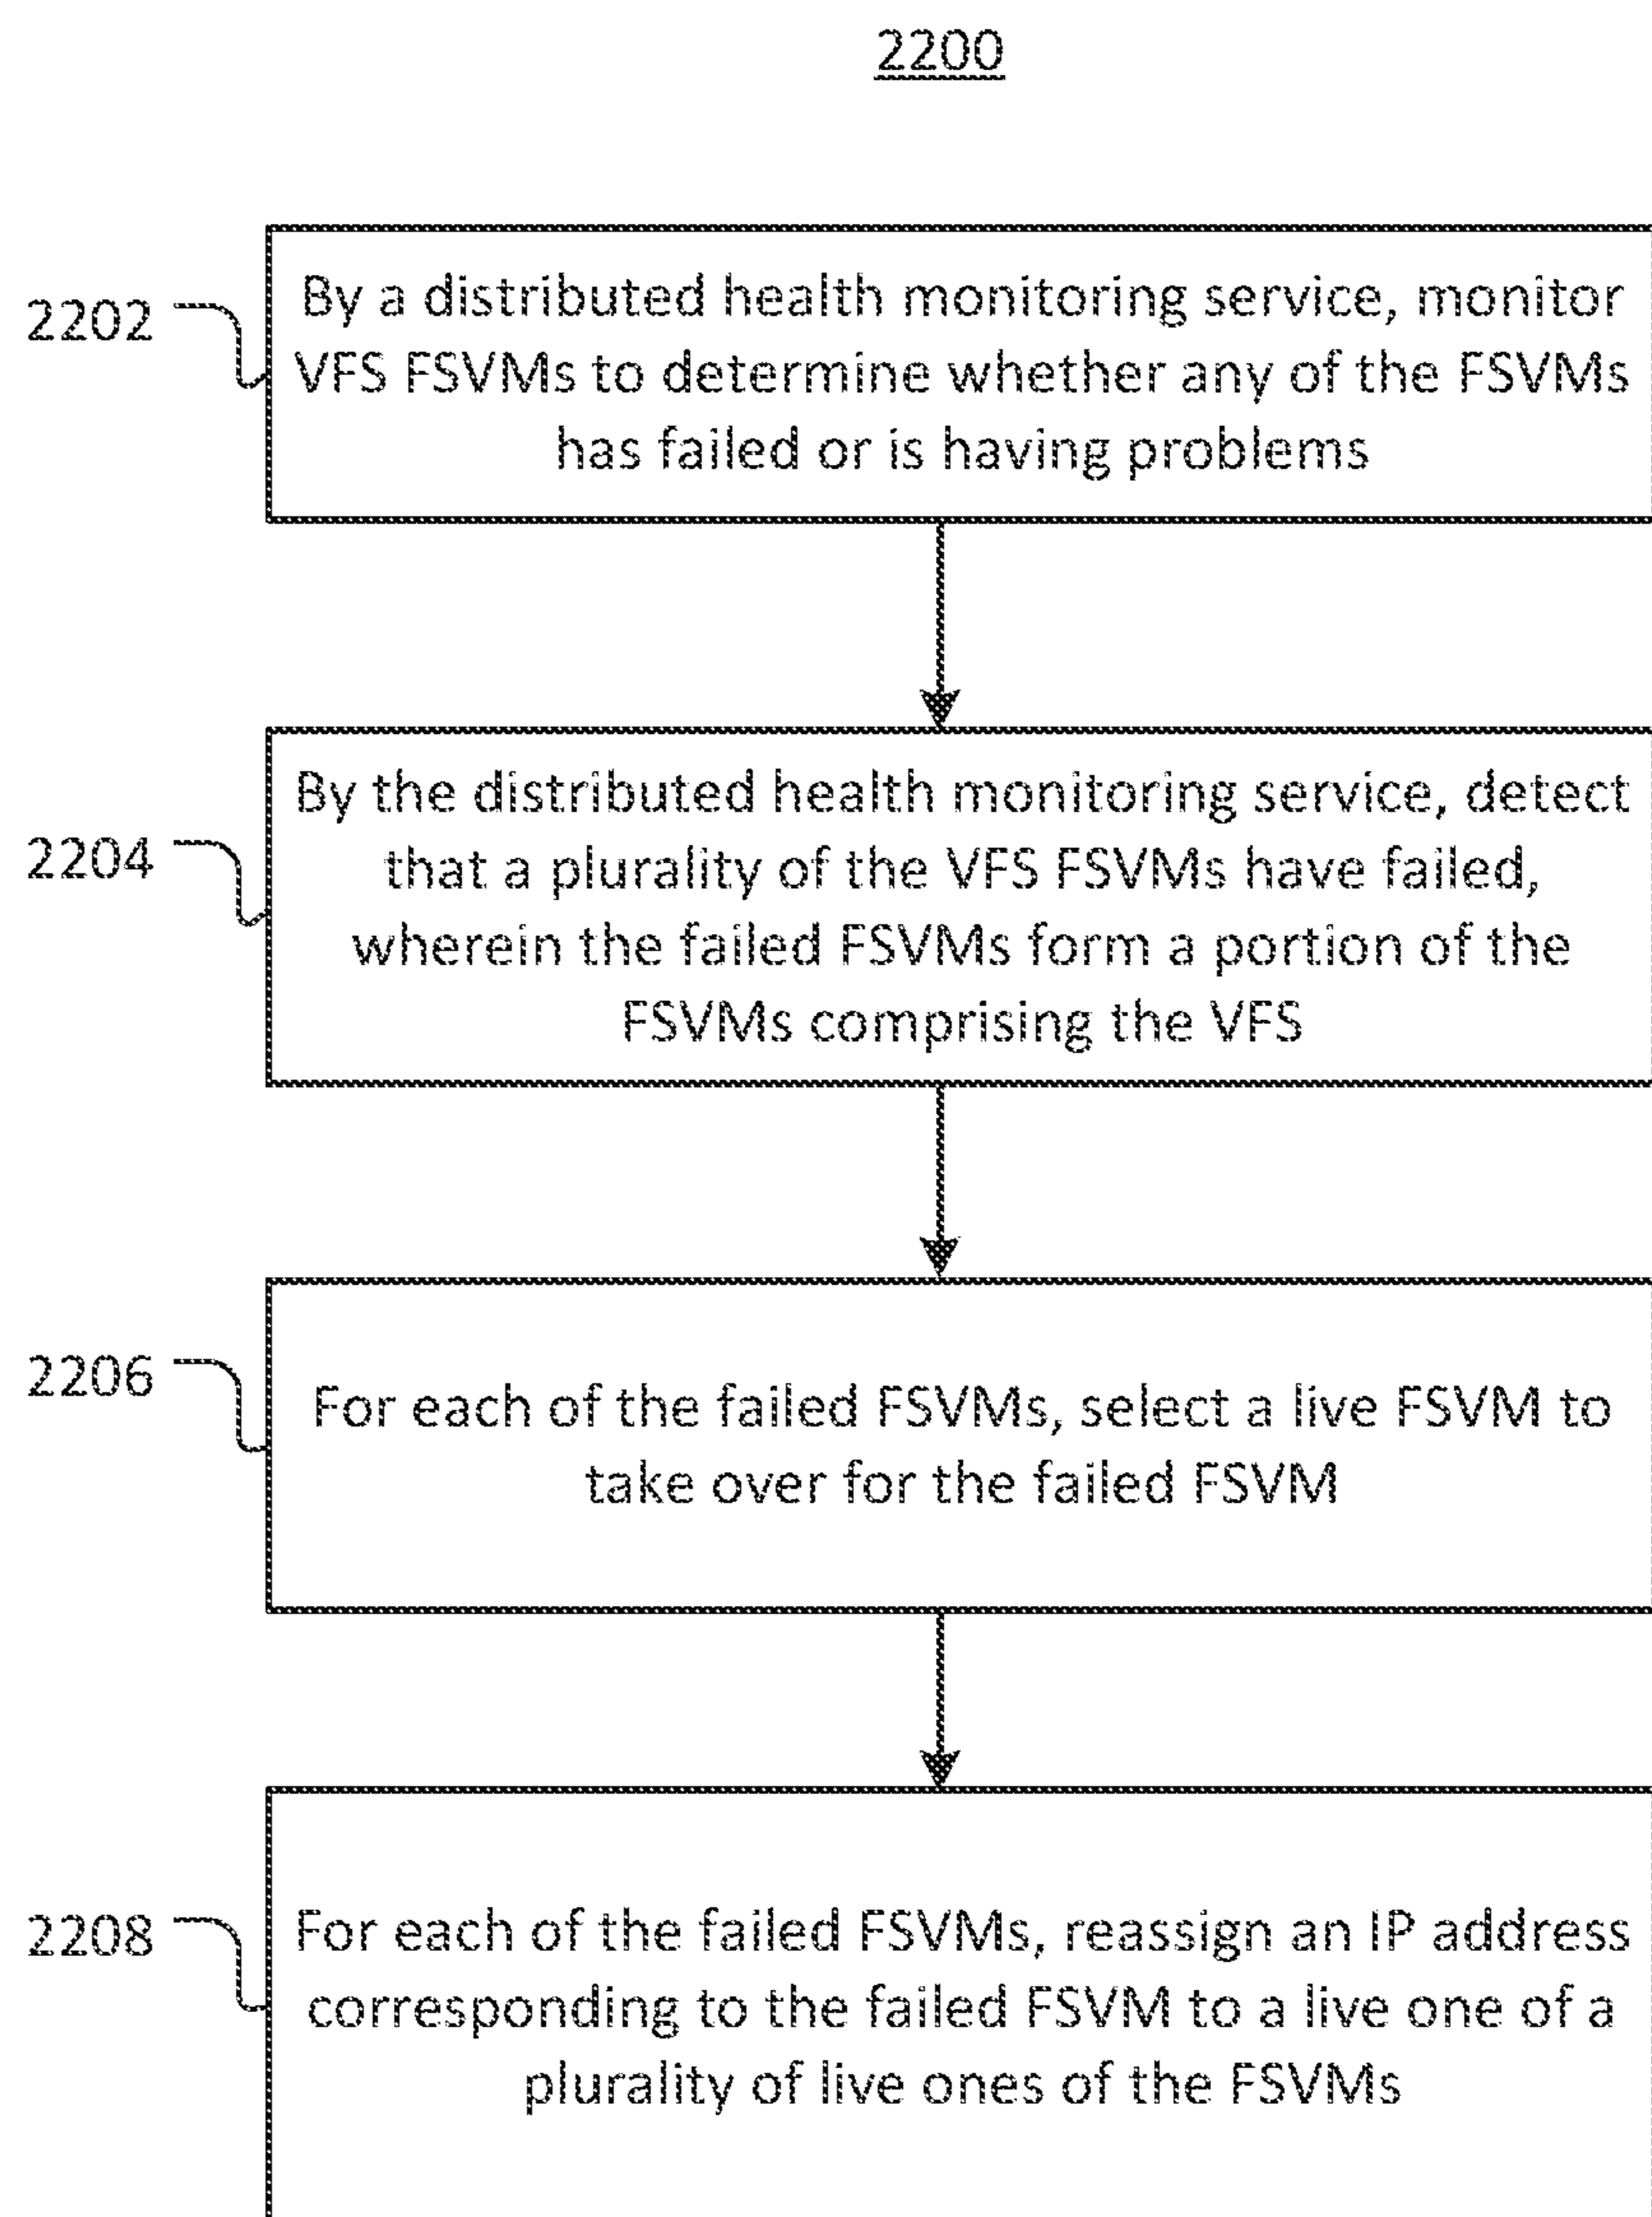 2200
2202
By a distributed health monitoring service, monitor
VFS FSVMs to determine whether any of the FSVMs
has failed or is having problems
2204
By the distributed health monitoring service, detect
that a plurality of the VFS FSVMs have failed,
wherein the failed FSVMs form a portion of the
FSVMs comprising the VFS
2206
For each of the failed FSVMs, select a live FSVM to
take over for the failed FSVM
2208
For each of the failed FSVMs, reassign an IP address
corresponding to the failed FSVM to a live one of a
plurality of live ones of the FSVMs